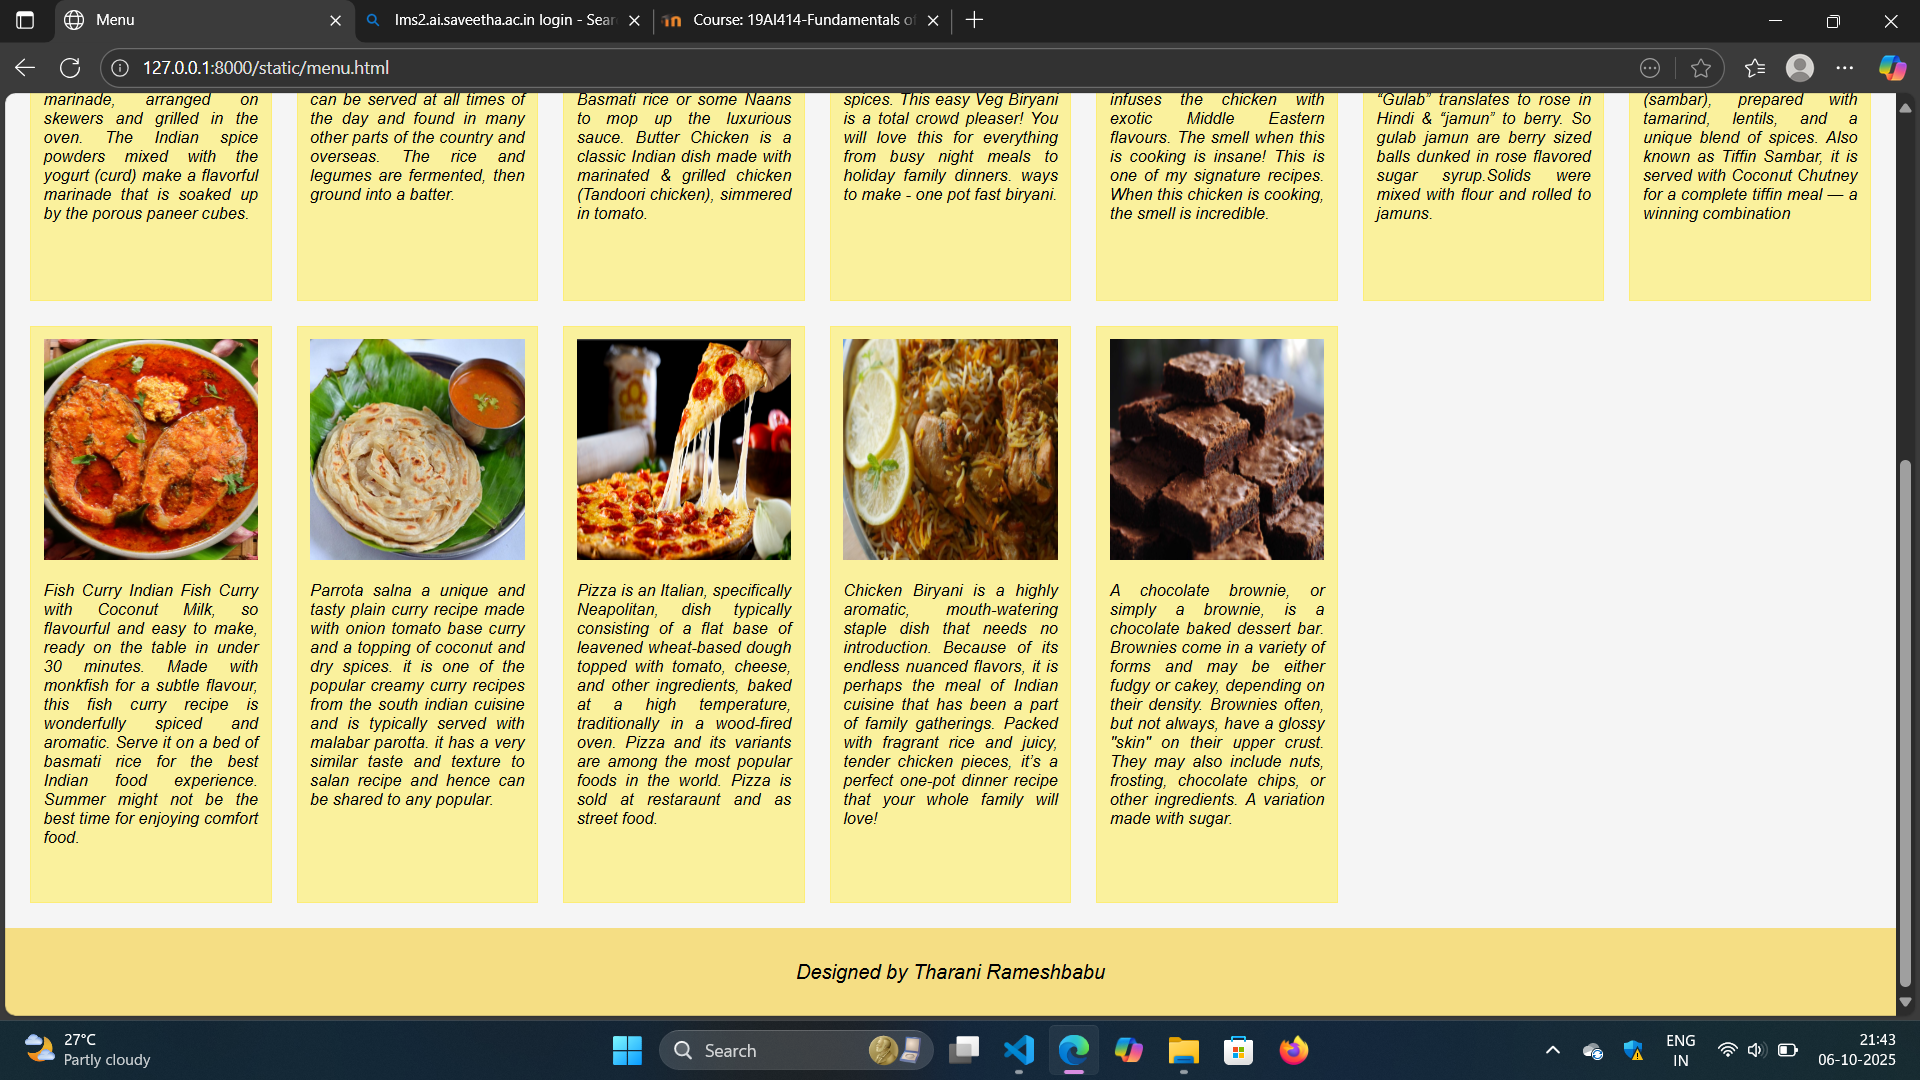 Menu
lms2.ai.saveetha.ac.in login - Sear
Course: 19AI414-Fundamentals of
127.0.0.1:8000/static/menu.html
marinade, arranged on
skewers and grilled in the
oven. The Indian spice
powders mixed with the
yogurt (curd) make a flavorful
marinade that is soaked up
by the porous paneer cubes.
can be served at all times of
the day and found in many
other parts of the country and
overseas. The rice and
legumes are fermented, then
ground into a batter.
Basmati rice or some Naans
to mop up the luxurious
sauce. Butter Chicken is a
classic Indian dish made with
marinated & grilled chicken
(Tandoori chicken), simmered
in tomato.
spices. This easy Veg Biryani
is a total crowd pleaser! You
will love this for everything
from busy night meals to
holiday family dinners. ways
to make - one pot fast biryani.
infuses the chicken with
exotic Middle Eastern
flavours. The smell when this
is cooking is insane! This is
one of my signature recipes.
When this chicken is cooking,
the smell is incredible.
“Gulab” translates to rose in
Hindi & “jamun” to berry. So
gulab jamun are berry sized
balls dunked in rose flavored
sugar syrup.Solids were
mixed with flour and rolled to
jamuns.
(sambar), prepared with
tamarind, lentils, and a
unique blend of spices. Also
known as Tiffin Sambar, it is
served with Coconut Chutney
for a complete tiffin meal — a
winning combination
Fish Curry Indian Fish Curry
with Coconut Milk, so
flavourful and easy to make,
ready on the table in under
30 minutes. Made with
monkfish for a subtle flavour,
this fish curry recipe is
wonderfully spiced and
aromatic. Serve it on a bed of
basmati rice for the best
Indian food experience.
Summer might not be the
best time for enjoying comfort
food.
Parrota salna a unique and
tasty plain curry recipe made
with onion tomato base curry
and a topping of coconut and
dry spices. it is one of the
popular creamy curry recipes
from the south indian cuisine
and is typically served with
malabar parotta. it has a very
similar taste and texture to
salan recipe and hence can
be shared to any popular.
Pizza is an Italian, specifically
Neapolitan, dish typically
consisting of a flat base of
leavened wheat-based dough
topped with tomato, cheese,
and other ingredients, baked
at a high temperature,
traditionally in a wood-fired
oven. Pizza and its variants
are among the most popular
foods in the world. Pizza is
sold at restaraunt and as
street food.
Chicken Biryani is a highly
aromatic, mouth-watering
staple dish that needs no
introduction. Because of its
endless nuanced flavors, it is
perhaps the meal of Indian
cuisine that has been a part
of family gatherings. Packed
with fragrant rice and juicy,
tender chicken pieces, it’s a
perfect one-pot dinner recipe
that your whole family will
love!
A chocolate brownie, or
simply a brownie, is a
chocolate baked dessert bar.
Brownies come in a variety of
forms and may be either
fudgy or cakey, depending on
their density. Brownies often,
but not always, have a glossy
"skin" on their upper crust.
They may also include nuts,
frosting, chocolate chips, or
other ingredients. A variation
made with sugar.
Designed by Tharani Rameshbabu
27°C
Partly cloudy
Search
ENG
IN
21:43
06-10-2025